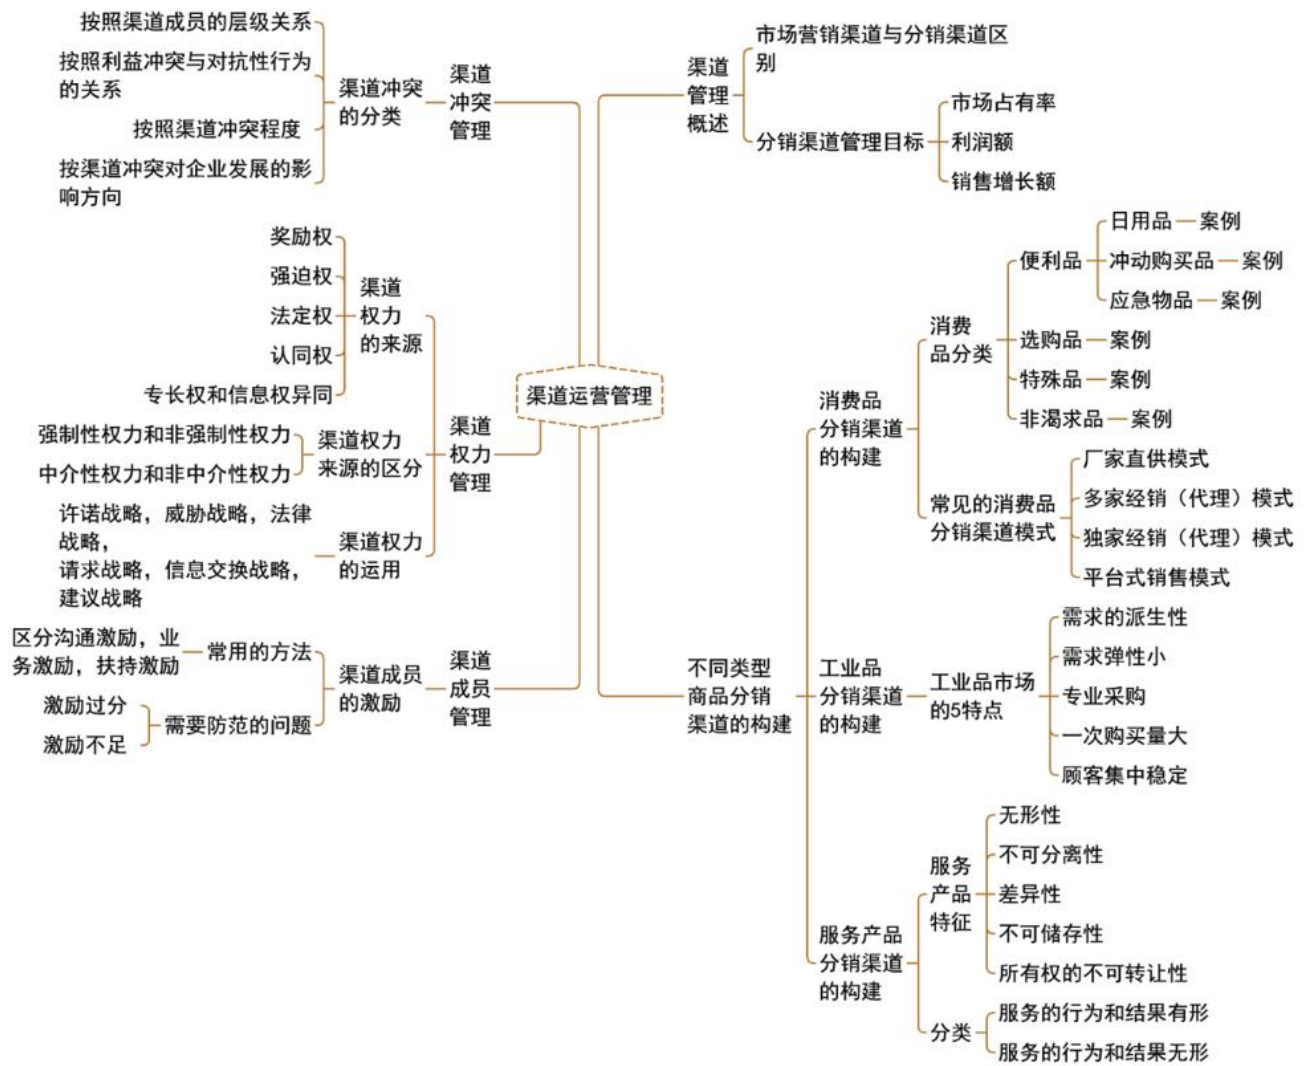 渠道运营管理
渠道
管理
概述
市场营销渠道与分销渠道区
别
分销渠道管理目标
市场占有率
利润额
销售增长额
不同类型
商品分销
渠道的构建
消费品
分销渠道
的构建
消费
品分类
便利品
日用品
案例
冲动购买品
案例
应急物品
案例
选购品
案例
特殊品
案例
非渴求品
案例
常见的消费品
分销渠道模式
厂家直供模式
多家经销（代理）模式
独家经销（代理）模式
平台式销售模式
工业品
分销渠道
的构建
工业品市场
的5特点
需求的派生性
需求弹性小
专业采购
一次购买量大
顾客集中稳定
服务产品
分销渠道
的构建
服务
产品
特征
无形性
不可分离性
差异性
不可储存性
所有权的不可转让性
分类
服务的行为和结果有形
服务的行为和结果无形
渠道
冲突
管理
渠道冲突
的分类
按照渠道成员的层级关系
按照利益冲突与对抗性行为
的关系
按照渠道冲突程度
按渠道冲突对企业发展的影
响方向
渠道
权力
管理
渠道
权力
的来源
奖励权
强迫权
法定权
认同权
专长权和信息权异同
渠道权力
来源的区分
强制性权力和非强制性权力
中介性权力和非中介性权力
渠道权力
的运用
许诺战略，威胁战略，法律
战略，
请求战略，信息交换战略，
建议战略
渠道
成员
管理
渠道成员
的激励
常用的方法
区分沟通激励，业
务激励，扶持激励
需要防范的问题
激励过分
激励不足